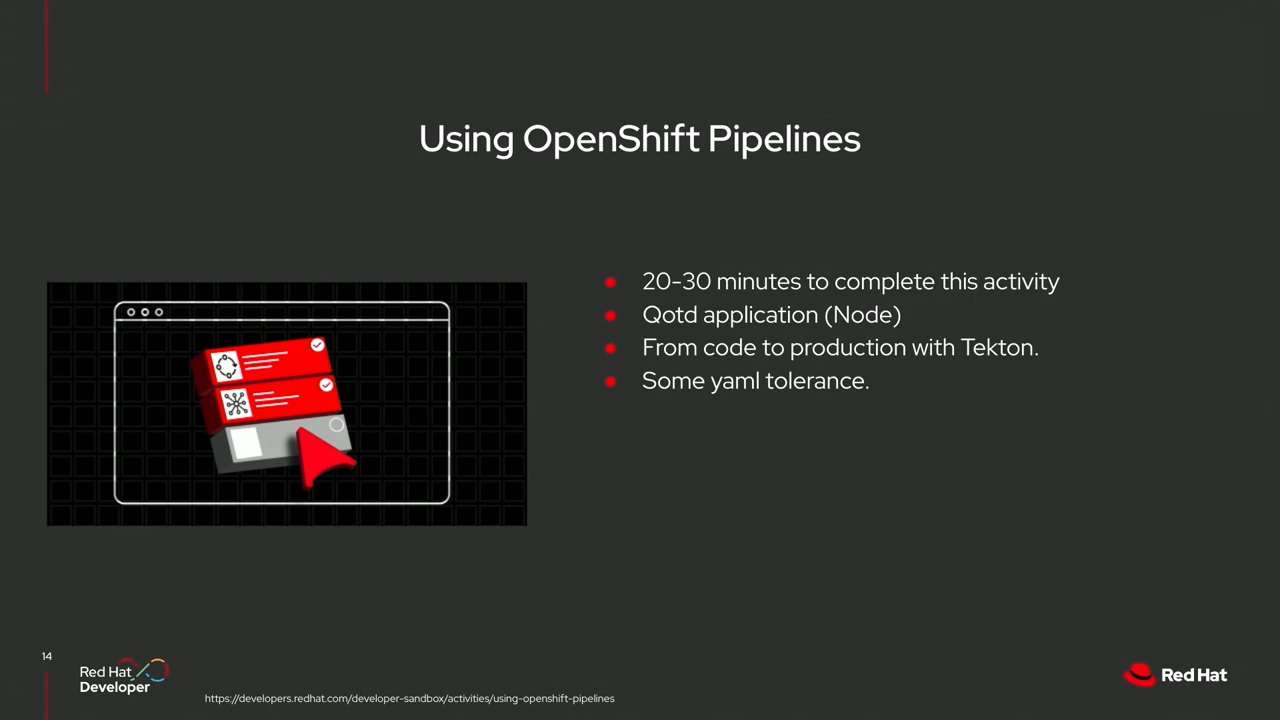 Using OpenShift Pipelines
20-30 minutes to complete this activity
Qotd application (Node)
From code to production with Tekton.
Some yaml tolerance.
14
Red Hat
Developer
https://developers.redhat.com/developer-sandbox/activities/using-openshift-pipelines
Red Hat